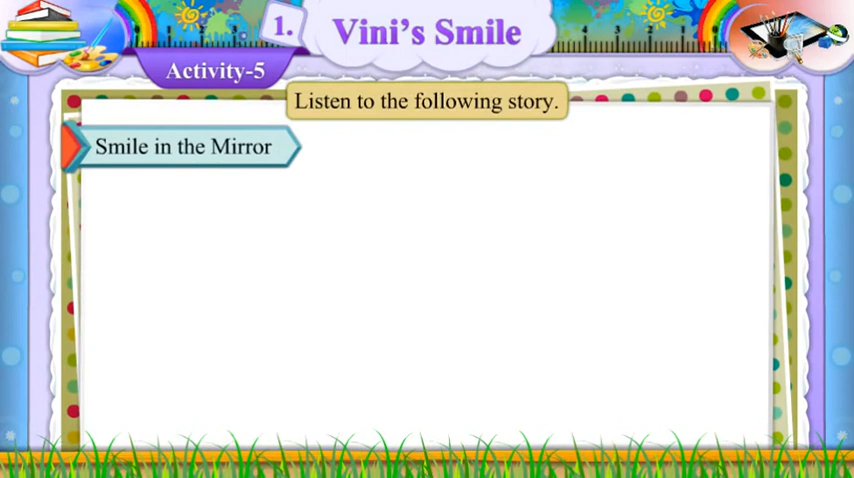 1.
Vini's Smile
Activity-5
Listen to the following story.
Smile in the Mirror